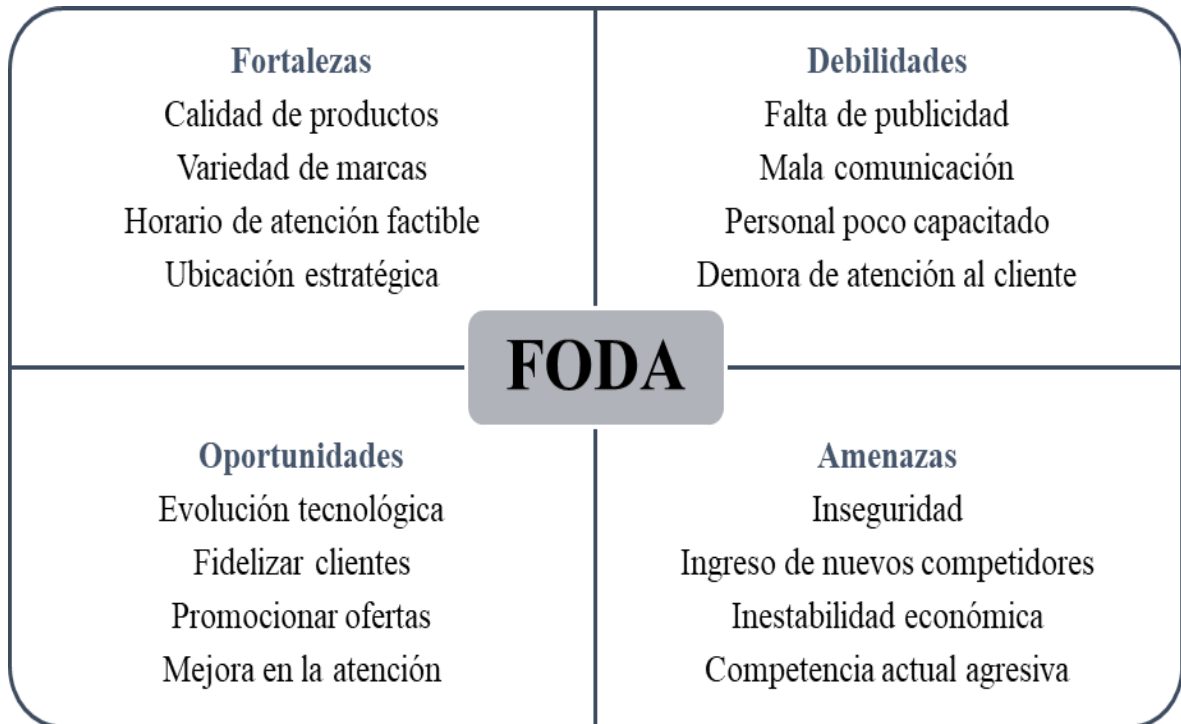 Fortalezas
Calidad de productos
Variedad de marcas
Horario de atención factible
Ubicación estratégica
Debilidades
Falta de publicidad
Mala comunicación
Personal poco capacitado
Demora de atención al cliente
FODA
Oportunidades
Evolución tecnológica
Fidelizar clientes
Promocionar ofertas
Mejora en la atención
Amenazas
Inseguridad
Ingreso de nuevos competidores
Inestabilidad económica
Competencia actual agresiva